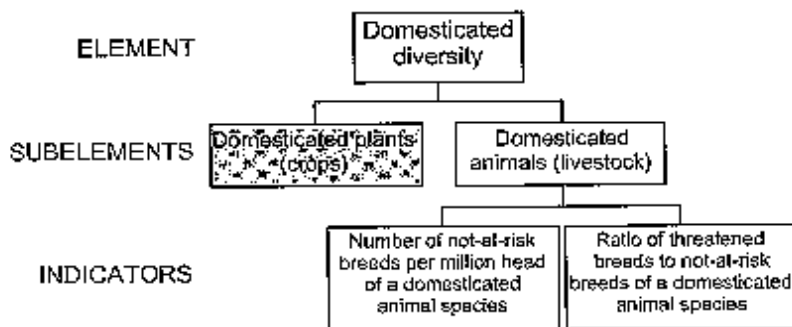 ELEMENT
Domesticated
diversity
SUBELEMENTS
Domesticated plants
(crops)
Domesticated
animals (livestock)
INDICATORS
Number of not-at-risk
breeds per million head
of a domesticated
animal species
Ratio of threatened
breeds to not-at-risk
breeds of a domesticated
animal species